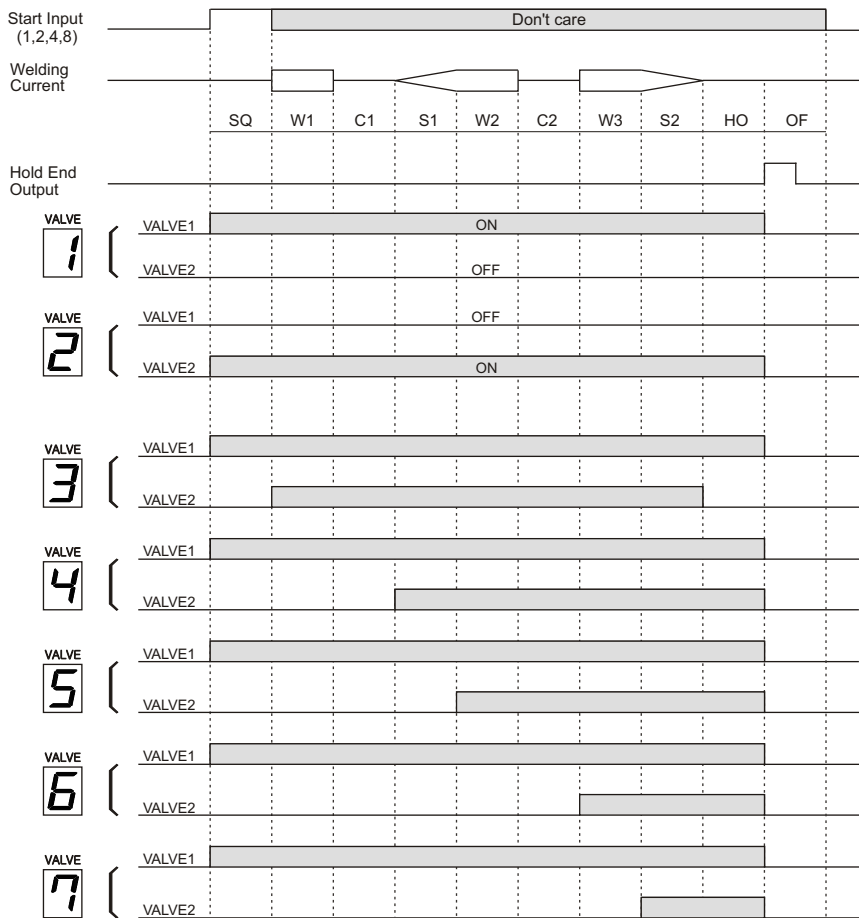 Start Input
(1,2,4,8)
Don't care
Welding
Current
SQ W1 C1 S1 W2 C2 W3 S2 HO OF
Hold End
Output
VALVE
1
VALVE1 ON
VALVE2 OFF
VALVE
2
VALVE1 OFF
VALVE2 ON
VALVE
3
VALVE1
VALVE2
VALVE
4
VALVE1
VALVE2
VALVE
5
VALVE1
VALVE2
VALVE
6
VALVE1
VALVE2
VALVE
7
VALVE1
VALVE2